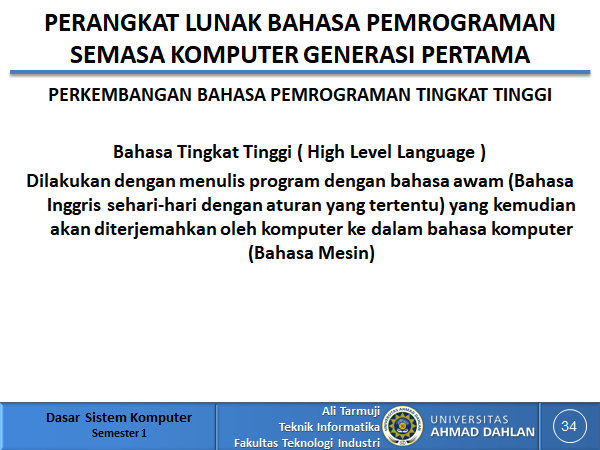 PERANGKAT LUNAK BAHASA PEMROGRAMAN
SEMASA KOMPUTER GENERASI PERTAMA
PERKEMBANGAN BAHASA PEMROGRAMAN TINGKAT TINGGI
Bahasa Tingkat Tinggi ( High Level Language )
Dilakukan dengan menulis program dengan bahasa awam (Bahasa
Inggris sehari-hari dengan aturan yang tertentu) yang kemudian
akan diterjemahkan oleh komputer ke dalam bahasa komputer
(Bahasa Mesin)
Dasar Sistem Komputer
Semester 1
Ali Tarmuji
Teknik Informatika
Fakultas Teknologi Industri
UNIVERSITAS
AHMAD DAHLAN
34